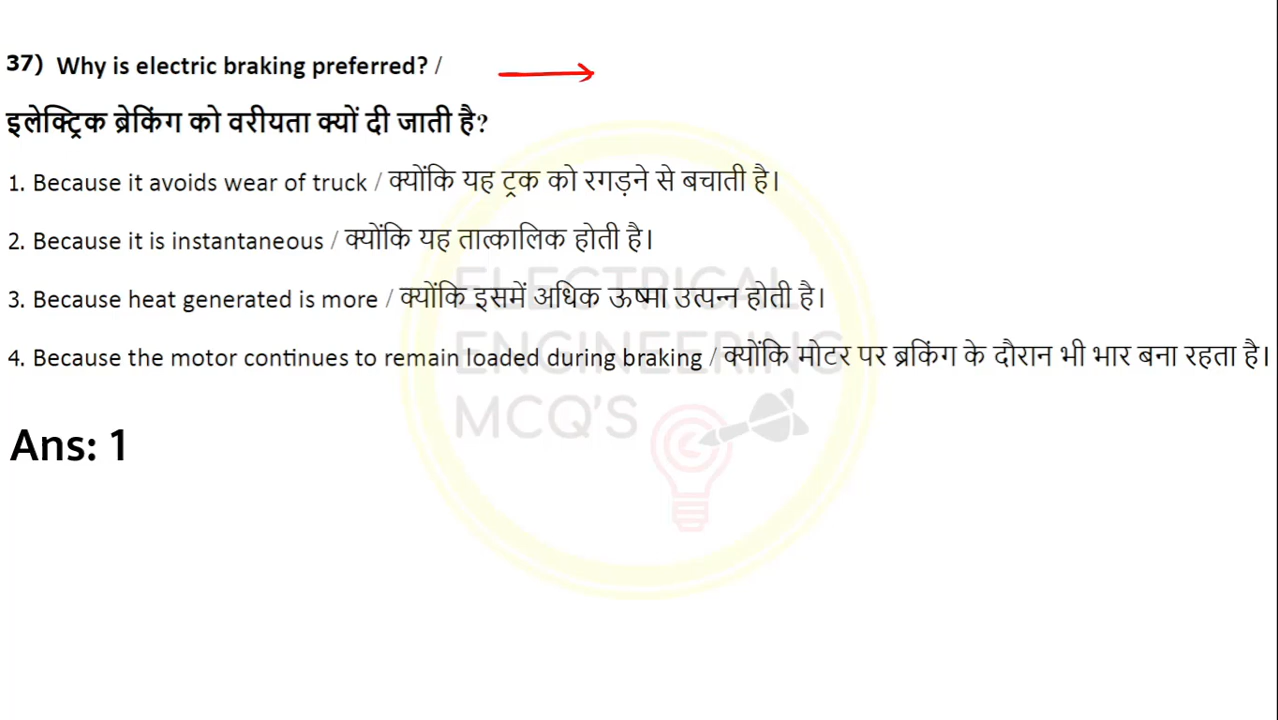 37) Why is electric braking preferred? /
इलेक्ट्रिक ब्रेकिंग को वरीयता क्यों दी जाती है?
1. Because it avoids wear of truck / क्योंकि यह ट्रक को रगड़ने से बचाती है।
2. Because it is instantaneous / क्योंकि यह तात्कालिक होती है।
3. Because heat generated is more / क्योंकि इसमें अधिक ऊष्मा उत्पन्न होती है।
4. Because the motor continues to remain loaded during braking / क्योंकि मोटर पर ब्रकिंग के दौरान भी भार बना रहता है।
Ans: 1
ELECTRICAL
ENGINEERING
MCQ'S